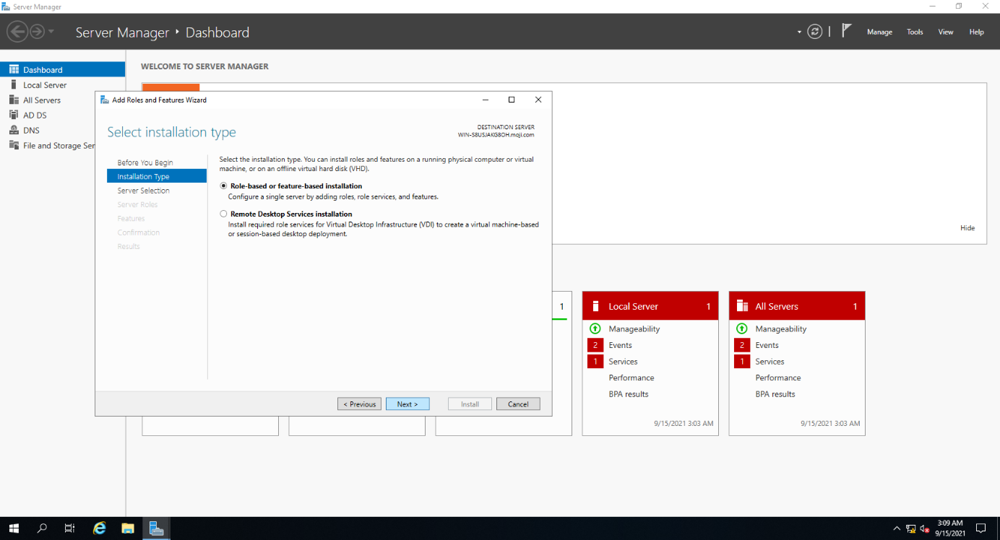 Server Manager
Server Manager
Dashboard
Manage
Tools
View
Help
Dashboard
Local Server
All Servers
AD DS
DNS
File and Storage Ser
WELCOME TO SERVER MANAGER
Hide
Add Roles and Features Wizard
Select installation type
DESTINATION SERVER
WIN-S8USJAKG8OH.moji.com
Before You Begin
Installation Type
Server Selection
Server Roles
Features
Confirmation
Results
Select the installation type. You can install roles and features on a running physical computer or virtual
machine, or on an offline virtual hard disk (VHD).
Role-based or feature-based installation
Configure a single server by adding roles, role services, and features.
Remote Desktop Services installation
Install required role services for Virtual Desktop Infrastructure (VDI) to create a virtual machine-based
or session-based desktop deployment.
< Previous
Next >
Install
Cancel
1
Local Server 1
Manageability
2 Events
1 Services
Performance
BPA results
9/15/2021 3:03 AM
All Servers 1
Manageability
2 Events
1 Services
Performance
BPA results
9/15/2021 3:03 AM
3:09 AM
9/15/2021